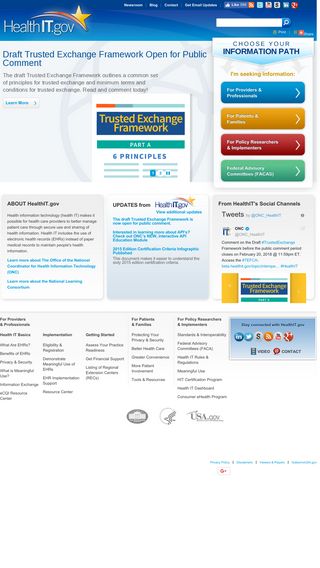 Newsroom Blog Contact Get Email Updates
HealthIT.gov
Print Share
Draft Trusted Exchange Framework Open for Public
Comment
The draft Trusted Exchange Framework outlines a common set
of principles for trusted exchange and minimum terms and
conditions for trusted exchange. Read and comment today!
Learn More >
Trusted Exchange
Framework
PART A
6 PRINCIPLES
CHOOSE YOUR
INFORMATION PATH
I'm seeking information:
For Providers &
Professionals
For Patients &
Families
For Policy Researchers
& Implementers
Federal Advisory
Committees (FACAS)
ABOUT HealthIT.gov
Health information technology (health IT) makes it
possible for health care providers to better manage
patient care through secure use and sharing of
health information. Health IT includes the use of
electronic health records (EHRs) instead of paper
medical records to maintain people's health
information.
Learn more about The Office of the National
Coordinator for Health Information Technology
(ONC)
Learn more about the National Learning
Consortium
UPDATES from HealthIT.gov
View additional updates
The draft Trusted Exchange Framework is
now open for public comment.
Interested in learning more about API's?
Check out ONC's NEW, interactive API
Education Module
2015 Edition Certification Criteria Infographic
Published
This document makes it easier to understand the
sixty 2015 edition certification criteria.
From HealthIT's Social Channels
Tweets by @ONC_HealthIT
ONC
@ONC_HealthIT
Comment on the Draft #TrustedExchange
Framework before the public comment period
closes on February 20, 2018 @ 11:59pm ET.
Access the #TEFCA.
#HealthIT
Trusted Exchange
Framework
For Providers
& Professionals
Health IT Basics
What Are EHRs?
Benefits of EHRs
Privacy & Security
What is Meaningful
Use?
Information Exchange
eCQI Resource
Center
Implementation
Eligibility &
Registration
Demonstrate
Meaningful Use of
EHRs
EHR Implementation
Support
Resource Center
Getting Started
Assess Your Practice
Readiness
Get Financial Support
Listing of Regional
Extension Centers
(RECs)
For Patients
& Families
Protecting Your
Privacy & Security
Better Health Care
Greater Convenience
More Patient
Involvement
Tools & Resources
For Policy Researchers
& Implementers
Standards & Interoperability
Federal Advisory
Committees (FACA)
Health IT Rules &
Regulations
Meaningful Use
HIT Certification Program
Health IT Dashboard
Consumer eHealth Program
Stay connected with HealthIT.gov
VIDEO CONTACT
USA.gov
Privacy Policy | Disclaimers | Viewers & Players |